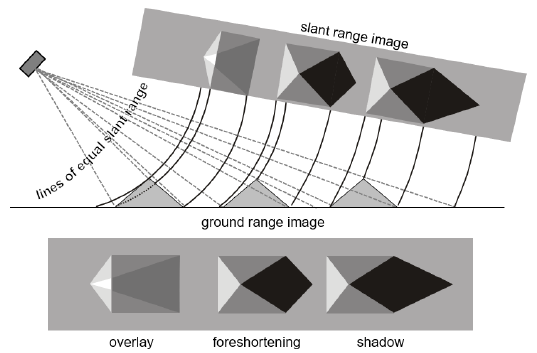 slant range image
lines of equal slant range
ground range image
overlay foreshortening shadow